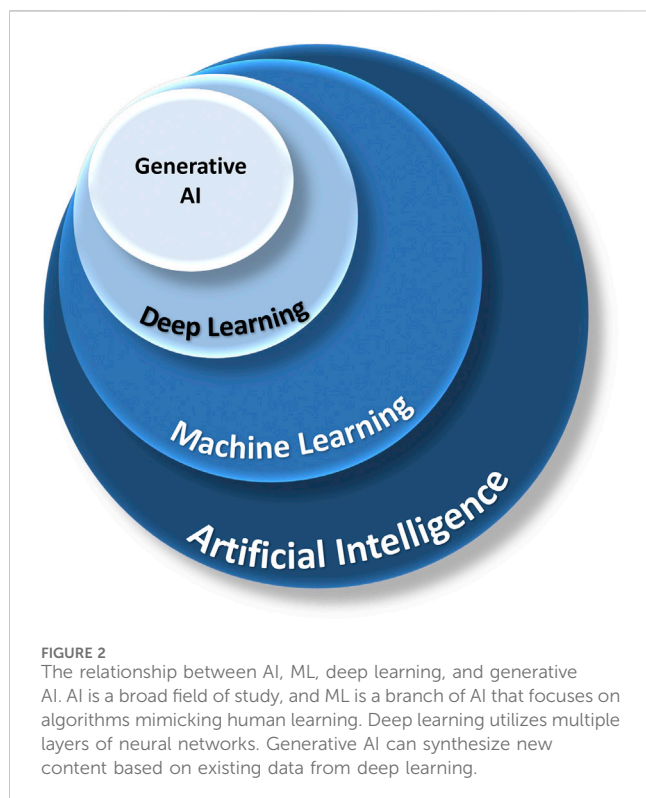 Generative
AI
Deep Learning
Machine Learning
Artificial Intelligence
FIGURE 2
The relationship between AI, ML, deep learning, and generative
AI. AI is a broad field of study, and ML is a branch of AI that focuses on
algorithms mimicking human learning. Deep learning utilizes multiple
layers of neural networks. Generative AI can synthesize new
content based on existing data from deep learning.